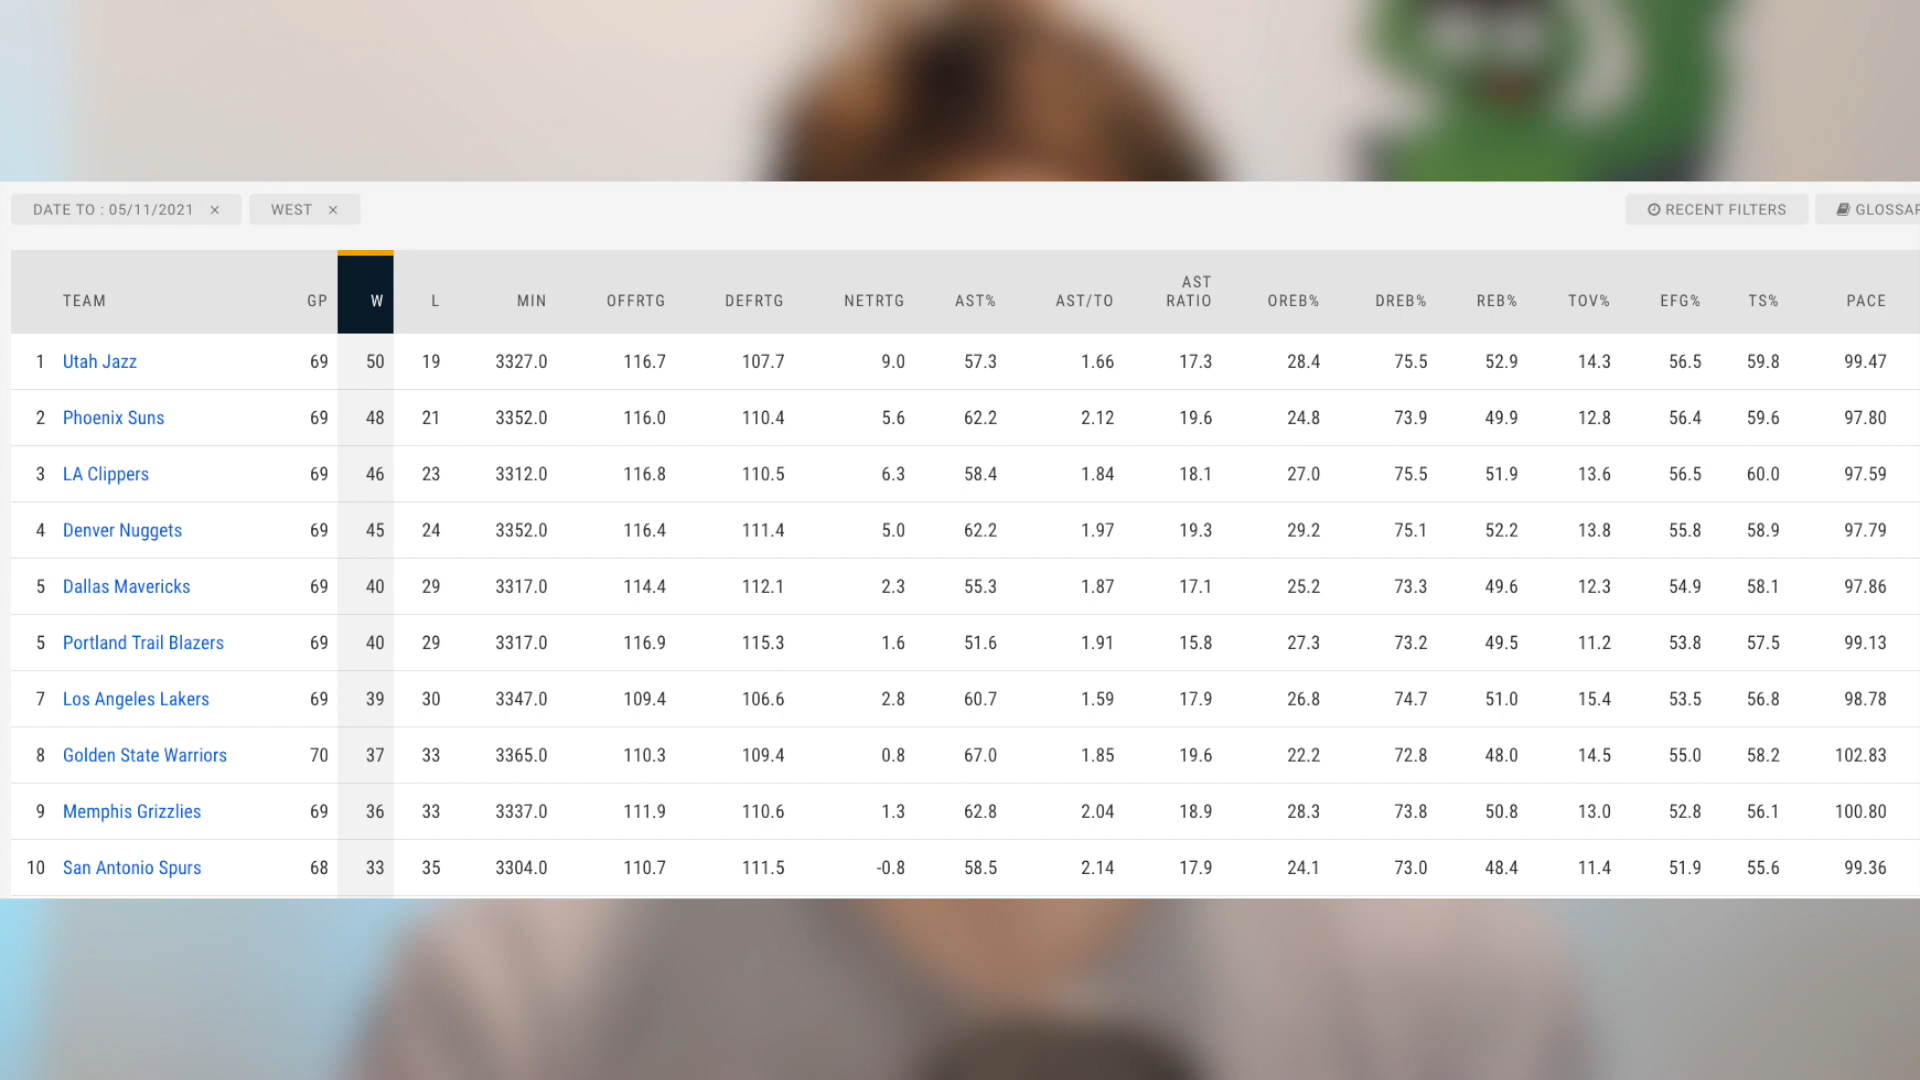 DATE TO : 05/11/2021 × WEST × RECENT FILTERS GLOSSAR
TEAM GP W L MIN OFFRTG DEFRTG NETRTG AST% AST/TO AST RATIO OREB% DREB% REB% TOV% EFG% TS% PACE
1 Utah Jazz 69 50 19 3327.0 116.7 107.7 9.0 57.3 1.66 17.3 28.4 75.5 52.9 14.3 56.5 59.8 99.47
2 Phoenix Suns 69 48 21 3352.0 116.0 110.4 5.6 62.2 2.12 19.6 24.8 73.9 49.9 12.8 56.4 59.6 97.80
3 LA Clippers 69 46 23 3312.0 116.8 110.5 6.3 58.4 1.84 18.1 27.0 75.5 51.9 13.6 56.5 60.0 97.59
4 Denver Nuggets 69 45 24 3352.0 116.4 111.4 5.0 62.2 1.97 19.3 29.2 75.1 52.2 13.8 55.8 58.9 97.79
5 Dallas Mavericks 69 40 29 3317.0 114.4 112.1 2.3 55.3 1.87 17.1 25.2 73.3 49.6 12.3 54.9 58.1 97.86
5 Portland Trail Blazers 69 40 29 3317.0 116.9 115.3 1.6 51.6 1.91 15.8 27.3 73.2 49.5 11.2 53.8 57.5 99.13
7 Los Angeles Lakers 69 39 30 3347.0 109.4 106.6 2.8 60.7 1.59 17.9 26.8 74.7 51.0 15.4 53.5 56.8 98.78
8 Golden State Warriors 70 37 33 3365.0 110.3 109.4 0.8 67.0 1.85 19.6 22.2 72.8 48.0 14.5 55.0 58.2 102.83
9 Memphis Grizzlies 69 36 33 3337.0 111.9 110.6 1.3 62.8 2.04 18.9 28.3 73.8 50.8 13.0 52.8 56.1 100.80
10 San Antonio Spurs 68 33 35 3304.0 110.7 111.5 -0.8 58.5 2.14 17.9 24.1 73.0 48.4 11.4 51.9 55.6 99.36